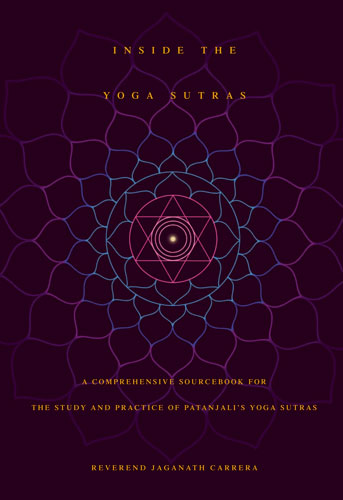 INSIDE THE
YOGA SUTRAS
A COMPREHENSIVE SOURCEBOOK FOR
THE STUDY AND PRACTICE OF PATANJALI'S YOGA SUTRAS
REVEREND JAGANATH CARRERA